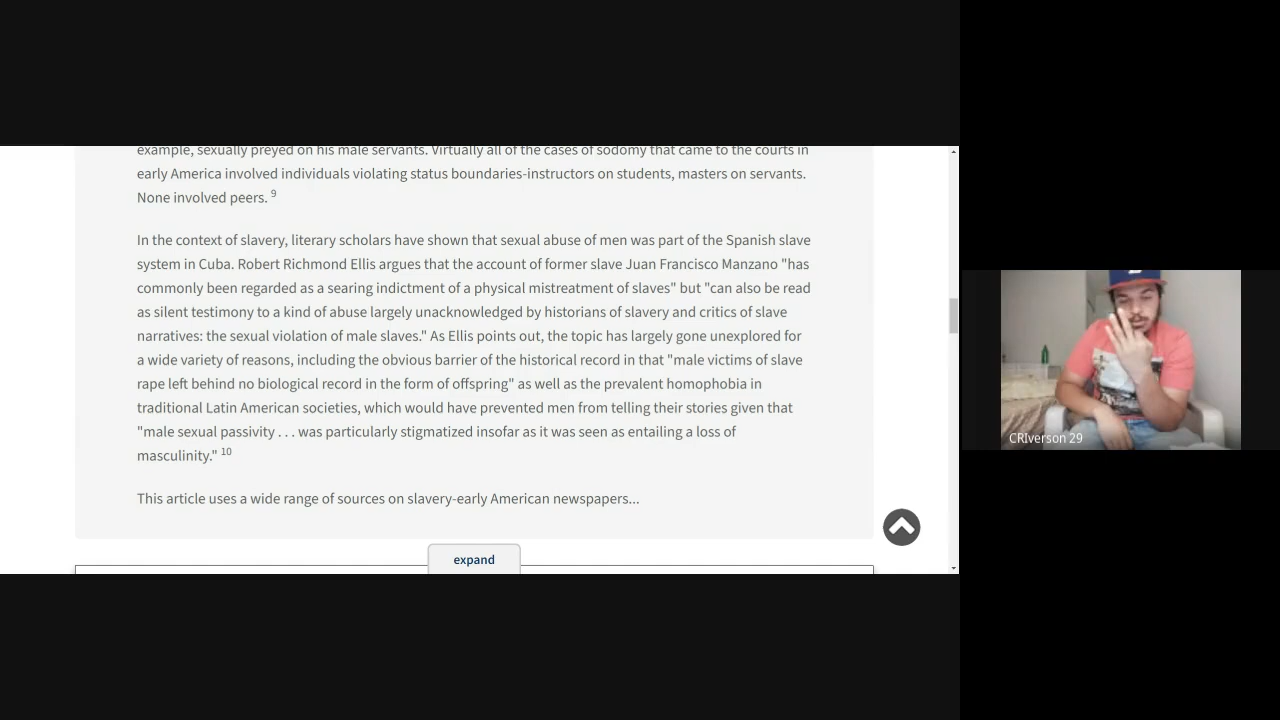 example, sexually preyed on his male servants. Virtually all of the cases of sodomy that came to the courts in
early America involved individuals violating status boundaries-instructors on students, masters on servants.
None involved peers. 9
In the context of slavery, literary scholars have shown that sexual abuse of men was part of the Spanish slave
system in Cuba. Robert Richmond Ellis argues that the account of former slave Juan Francisco Manzano "has
commonly been regarded as a searing indictment of a physical mistreatment of slaves" but "can also be read
as silent testimony to a kind of abuse largely unacknowledged by historians of slavery and critics of slave
narratives: the sexual violation of male slaves." As Ellis points out, the topic has largely gone unexplored for
a wide variety of reasons, including the obvious barrier of the historical record in that "male victims of slave
rape left behind no biological record in the form of offspring" as well as the prevalent homophobia in
traditional Latin American societies, which would have prevented men from telling their stories given that
"male sexual passivity . . . was particularly stigmatized insofar as it was seen as entailing a loss of
masculinity." 10
This article uses a wide range of sources on slavery-early American newspapers...
expand
CRIverson 29